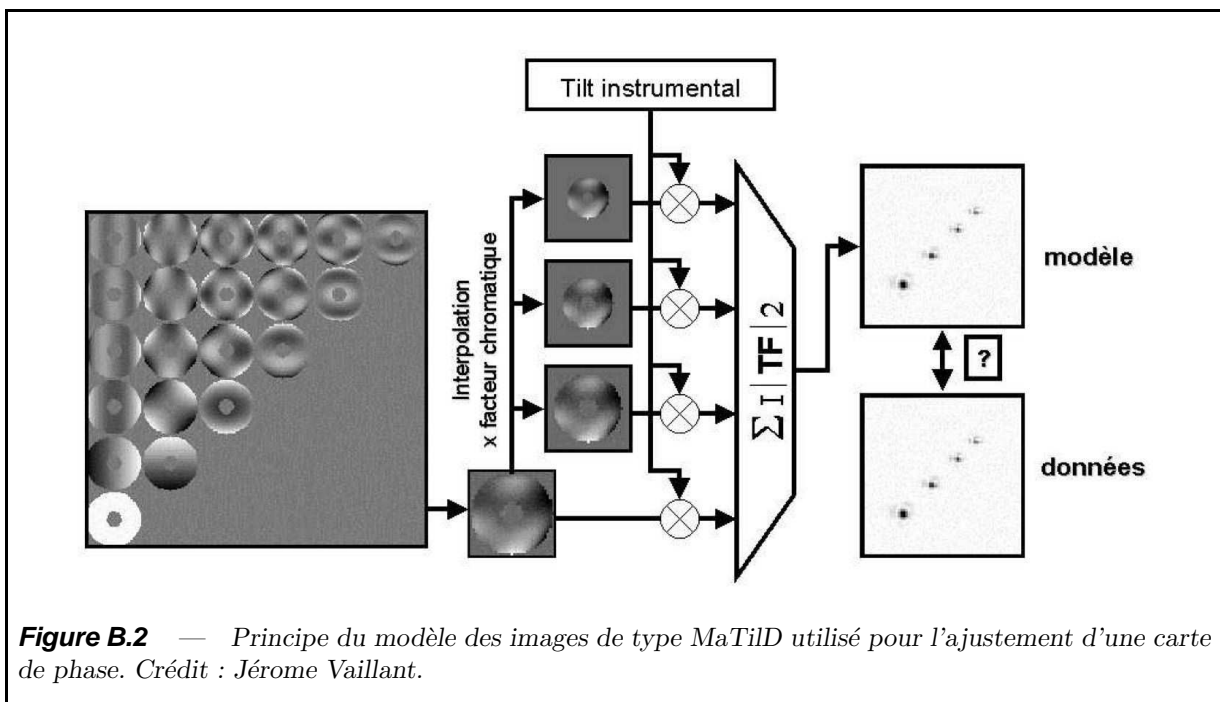 Tilt instrumental
Interpolation
x facteur chromatique
∑ I | TF | 2
modèle
?
données
Figure B.2 — Principe du modèle des images de type MaTilD utilisé pour l'ajustement d'une carte
de phase. Crédit : Jérome Vaillant.